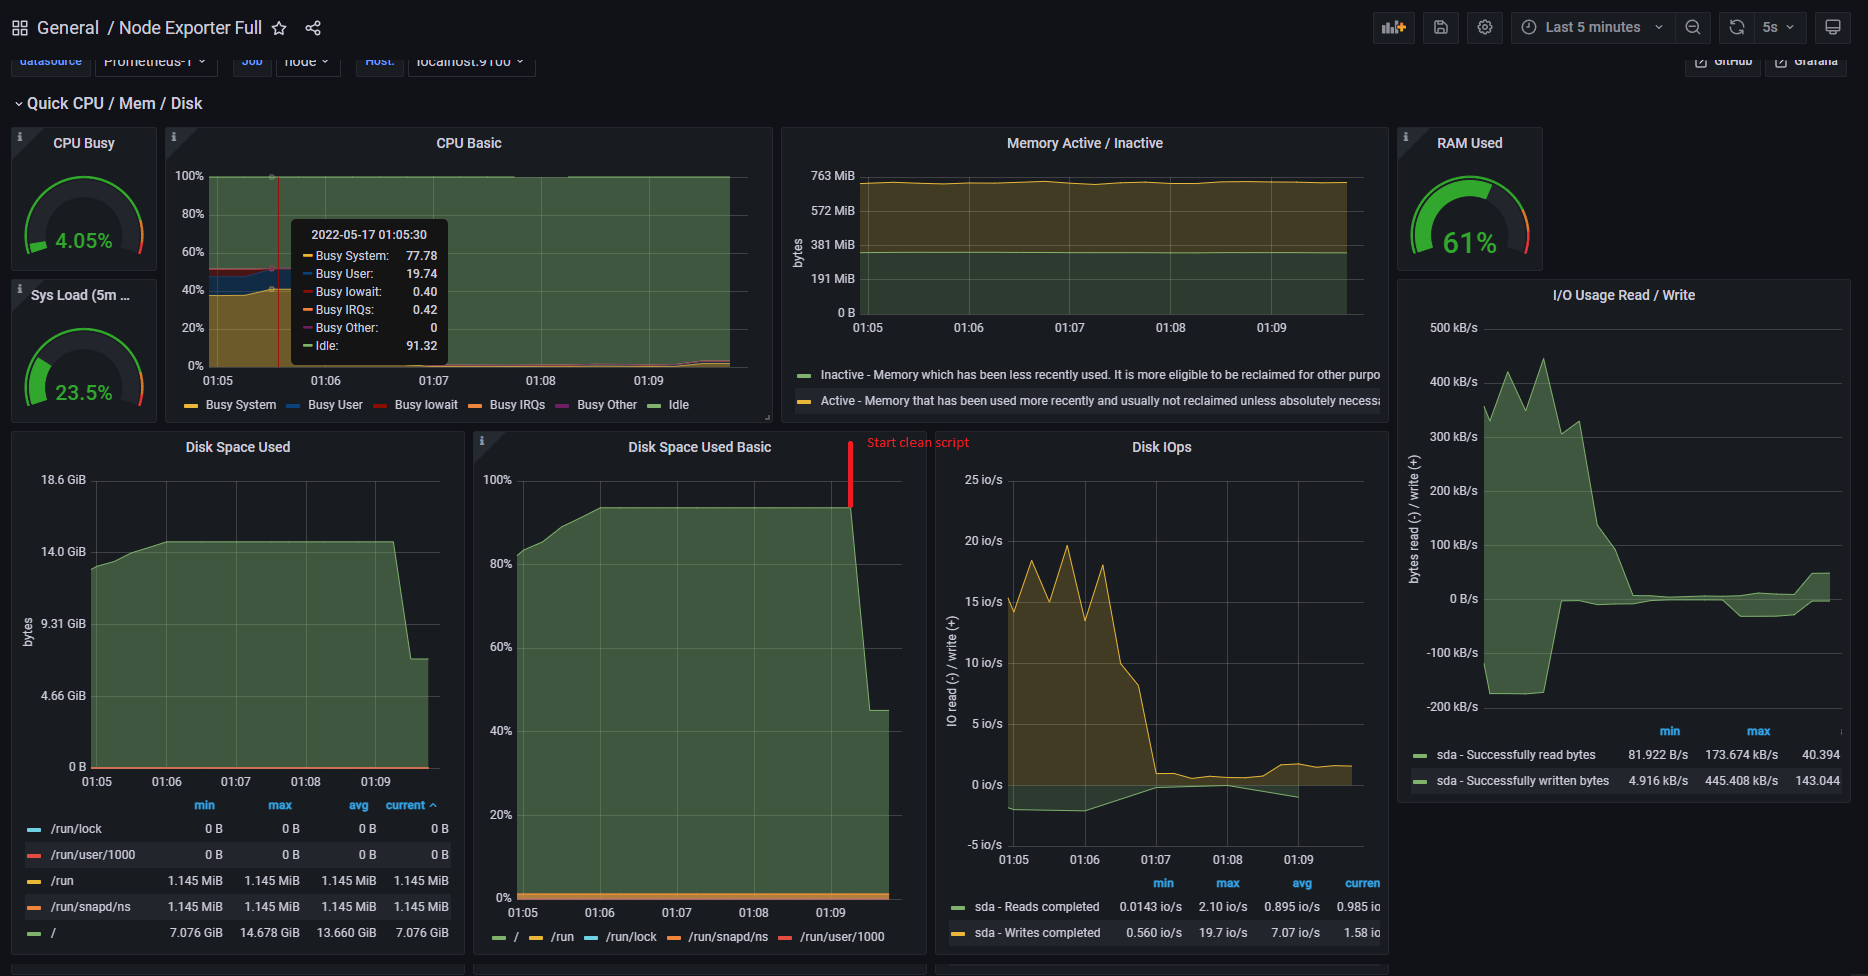 General / Node Exporter Full
Last 5 minutes
5s
datasource Prometheus-1 Job node Host: localhost:9100 GitHub Grafana
Quick CPU / Mem / Disk
CPU Busy
4.05%
Sys Load (5m ...
23.5%
CPU Basic
100%
80%
60%
40%
20%
0%
01:05 01:06 01:07 01:08 01:09
2022-05-17 01:05:30
Busy System: 77.78
Busy User: 19.74
Busy Iowait: 0.40
Busy IRQs: 0.42
Busy Other: 0
Idle: 91.32
Busy System Busy User Busy Iowait Busy IRQs Busy Other Idle
Memory Active / Inactive
bytes
763 MiB
572 MiB
381 MiB
191 MiB
0 B
01:05 01:06 01:07 01:08 01:09
Inactive - Memory which has been less recently used. It is more eligible to be reclaimed for other purpo
Active - Memory that has been used more recently and usually not reclaimed unless absolutely necessa
RAM Used
61%
I/O Usage Read / Write
bytes read (-) / write (+)
500 kB/s
400 kB/s
300 kB/s
200 kB/s
100 kB/s
0 B/s
-100 kB/s
-200 kB/s
min max
sda - Successfully read bytes 81.922 B/s 173.674 kB/s 40.394
sda - Successfully written bytes 4.916 kB/s 445.408 kB/s 143.044
Disk Space Used
bytes
18.6 GiB
14.0 GiB
9.31 GiB
4.66 GiB
0 B
01:05 01:06 01:07 01:08 01:09
min max avg current
/run/lock 0 B 0 B 0 B 0 B
/run/user/1000 0 B 0 B 0 B 0 B
/run 1.145 MiB 1.145 MiB 1.145 MiB 1.145 MiB
/run/snapd/ns 1.145 MiB 1.145 MiB 1.145 MiB 1.145 MiB
/ 7.076 GiB 14.678 GiB 13.660 GiB 7.076 GiB
Disk Space Used Basic
Start clean script
100%
80%
60%
40%
20%
0%
01:05 01:06 01:07 01:08 01:09
/ /run /run/lock /run/snapd/ns /run/user/1000
Disk IOps
IO read (-) / write (+)
25 io/s
20 io/s
15 io/s
10 io/s
5 io/s
0 io/s
-5 io/s
01:05 01:06 01:07 01:08 01:09
min max avg curren
sda - Reads completed 0.0143 io/s 2.10 io/s 0.895 io/s 0.985 io
sda - Writes completed 0.560 io/s 19.7 io/s 7.07 io/s 1.58 io